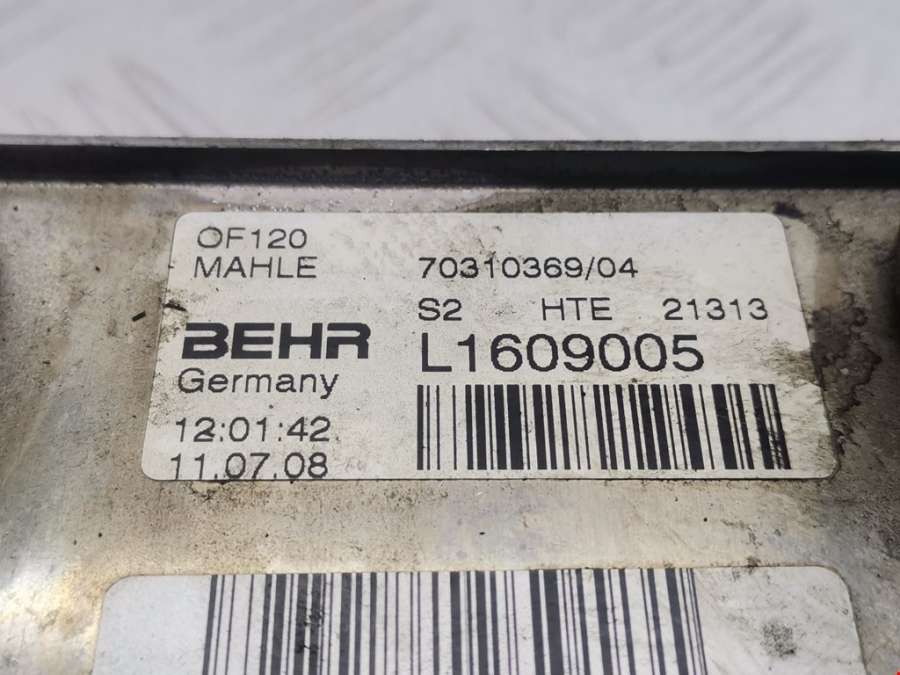 OF120
MAHLE 70310369/04
S2 HTE 21313
BEHR L1609005
Germany
12:01:42
11.07.08